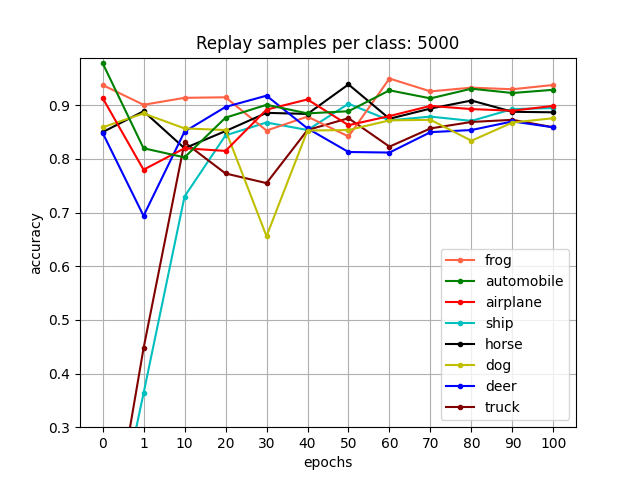 Replay samples per class: 5000
accuracy
0.9
0.8
0.7
0.6
0.5
0.4
0.3
frog
automobile
airplane
ship
horse
dog
deer
truck
0 1 10 20 30 40 50 60 70 80 90 100
epochs